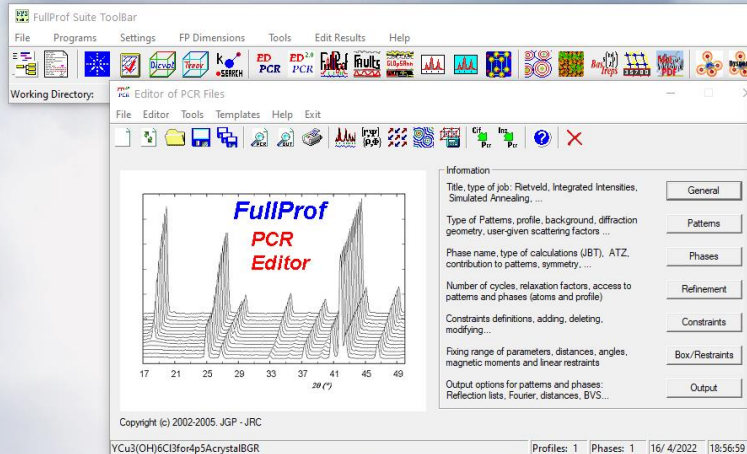 FullProf Suite ToolBar
File Programs Settings FP Dimensions Tools Edit Results Help
ED PCR ED 2.0 PCR
Working Directory:
Editor of PCR Files
File Editor Tools Templates Help Exit
FullProf
PCR
Editor
17 21 25 29 33 37 41 45 49
2θ (°)
Copyright (c) 2002-2005. JGP - JRC
Information
Title, type of job: Rietveld, Integrated Intensities,
Simulated Annealing, ...
General
Type of Patterns, profile, background, diffraction
geometry, user-given scattering factors ...
Patterns
Phase name, type of calculations (JBT), ATZ,
contribution to patterns, symmetry, ...
Phases
Number of cycles, relaxation factors, access to
patterns and phases (atoms and profile)
Refinement
Constraints definitions, adding, deleting,
modifying...
Constraints
Fixing range of parameters, distances, angles,
magnetic moments and linear restraints
Box/Restraints
Output options for patterns and phases:
Reflection lists, Fourier, distances, BVS...
Output
YCu3(OH)6Cl3for4p5AcrystalBGR Profiles: 1 Phases: 1 16/ 4/2022 18:56:59